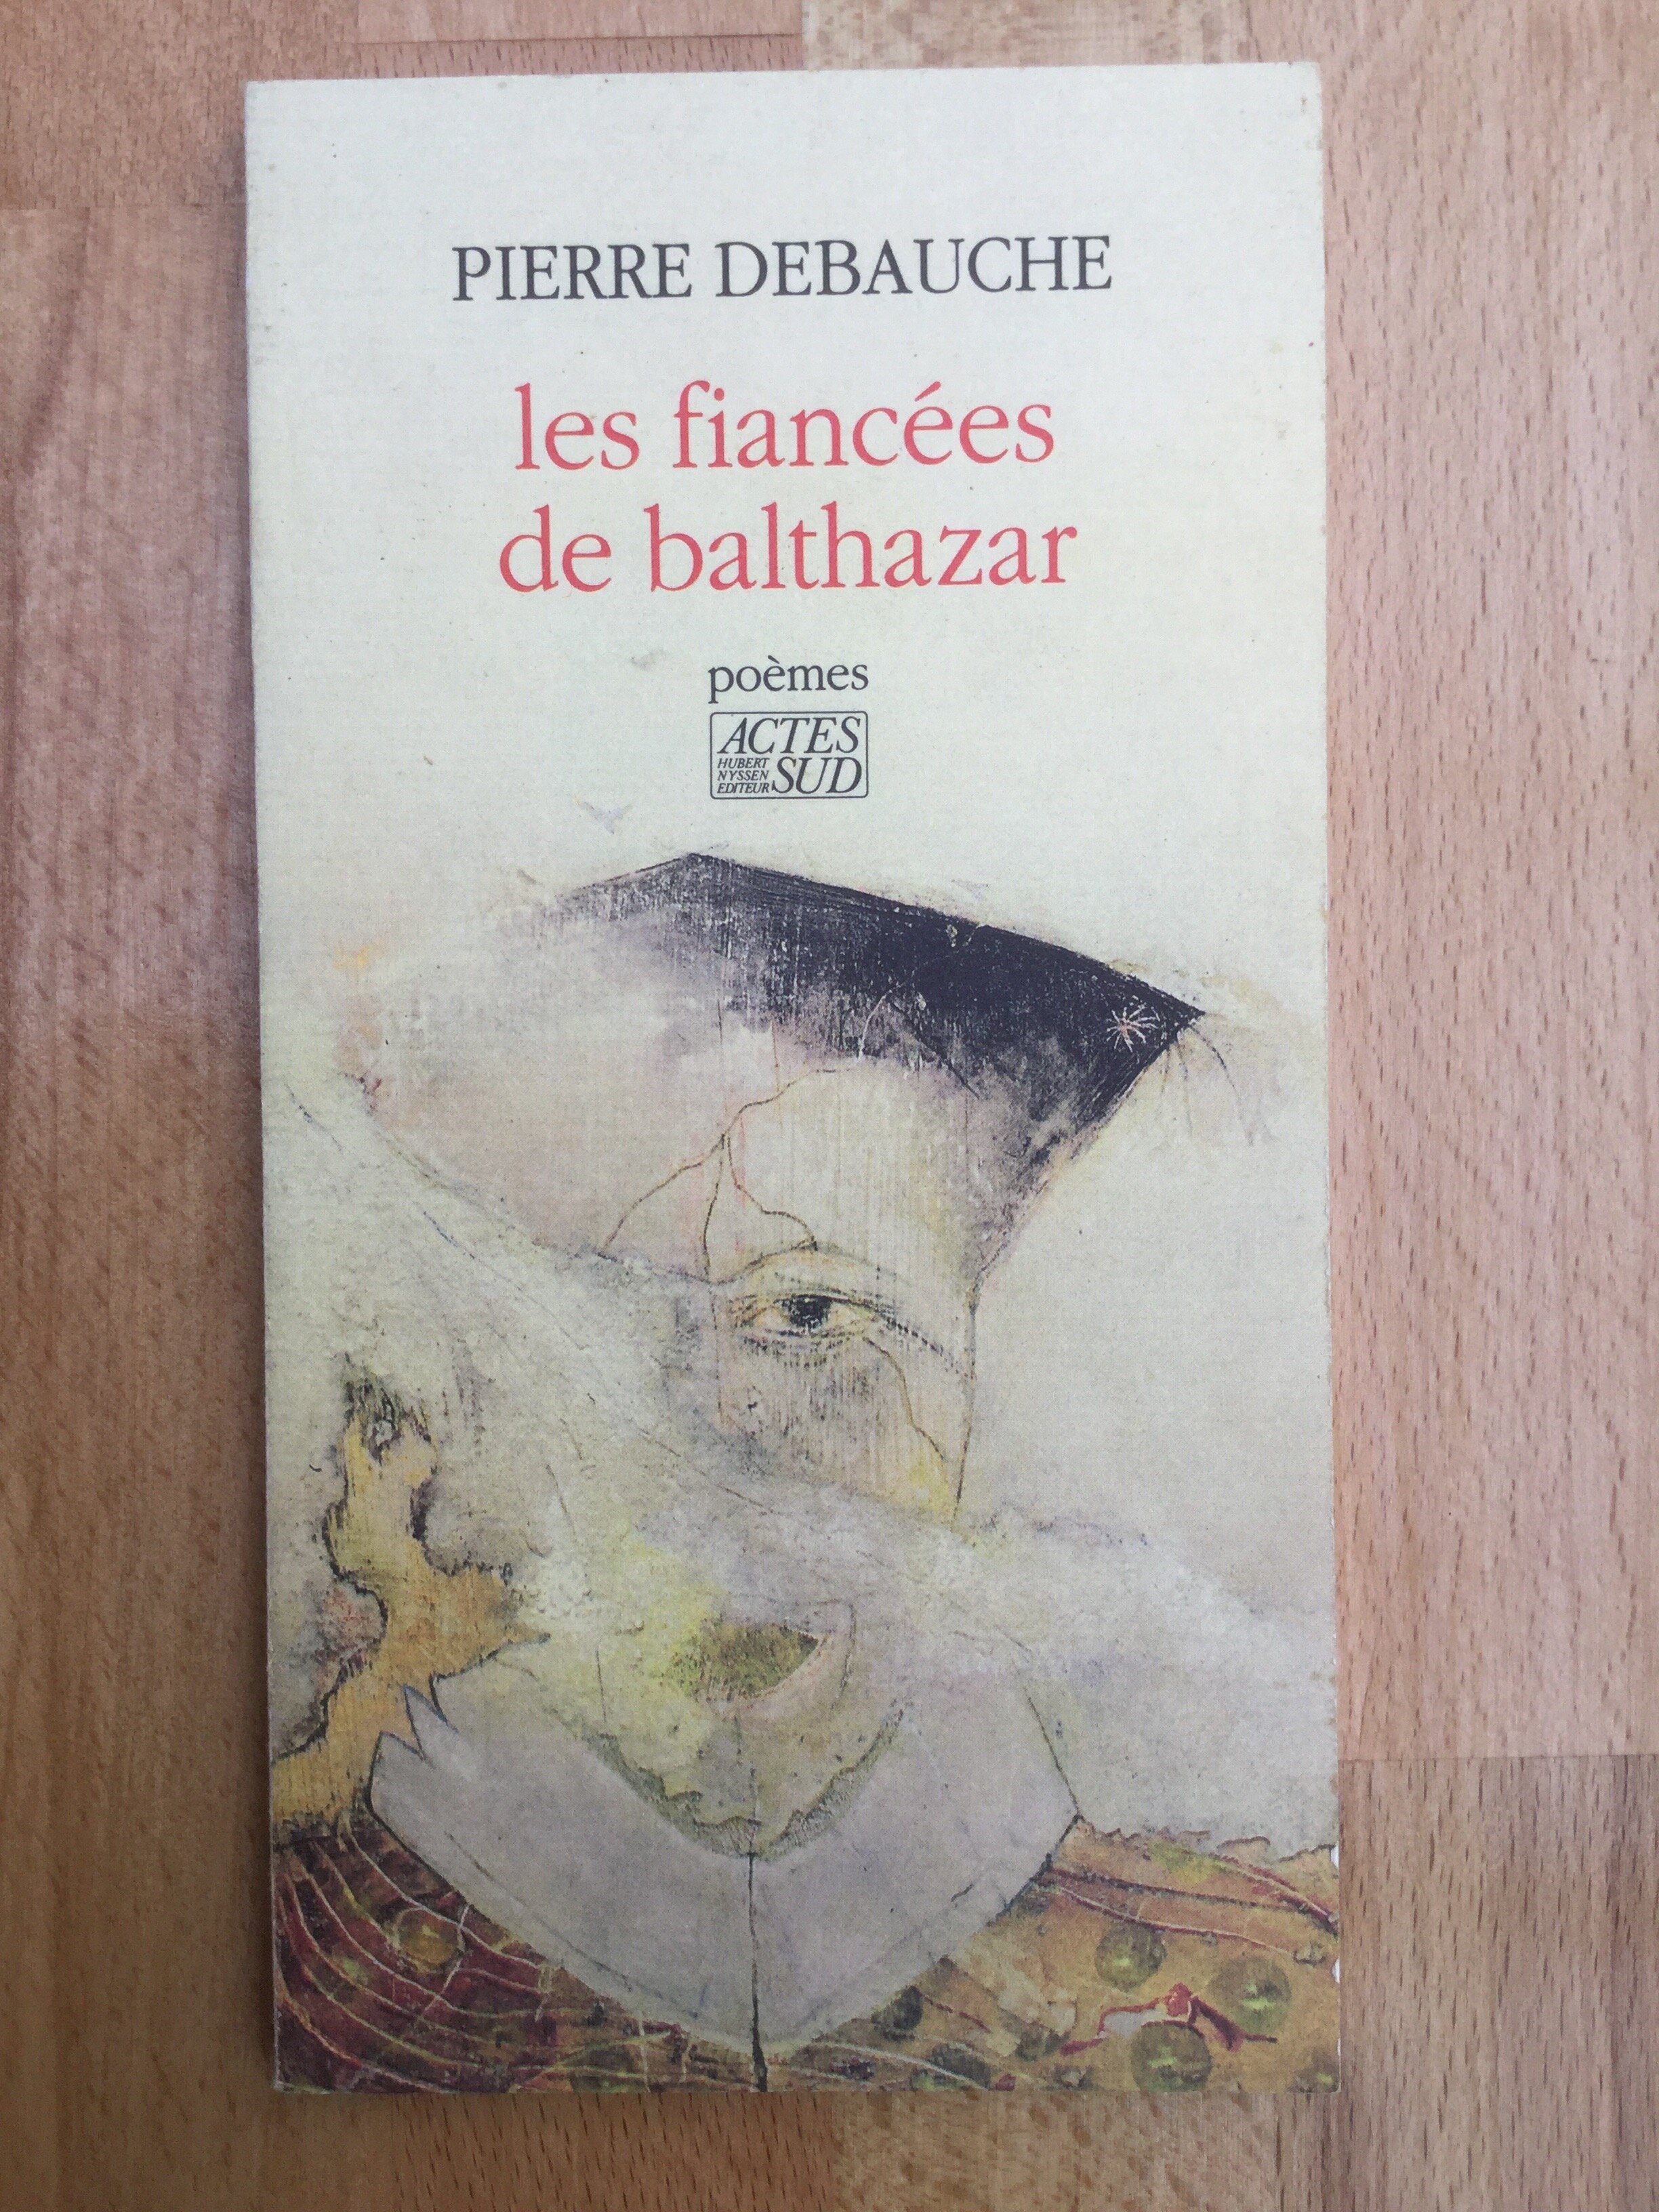 PIERRE DEBAUCHE
les fiancées
de balthazar
poèmes
ACTES
HUBERT
NYSSEN
EDITEUR
SUD